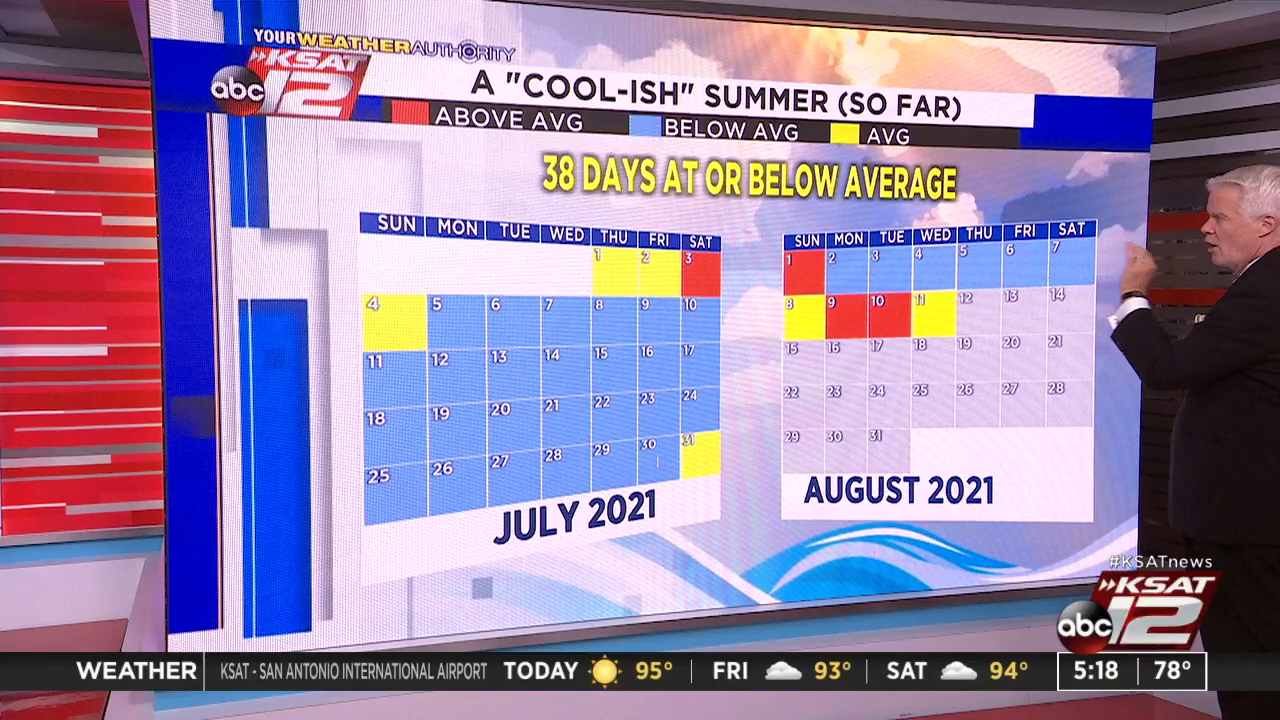 YOURWEATHERAUTHORITY
abc KSAT 12
A "COOL-ISH" SUMMER (SO FAR)
ABOVE AVG BELOW AVG AVG
38 DAYS AT OR BELOW AVERAGE
SUN MON TUE WED THU FRI SAT
1 2 3
4 5 6 7 8 9 10
11 12 13 14 15 16 17
18 19 20 21 22 23 24
25 26 27 28 29 30 31
JULY 2021
SUN MON TUE WED THU FRI SAT
1 2 3 4 5 6 7
8 9 10 11 12 13 14
15 16 17 18 19 20 21
22 23 24 25 26 27 28
29 30 31
AUGUST 2021
#KSATnews
abc KSAT 12
WEATHER KSAT - SAN ANTONIO INTERNATIONAL AIRPORT TODAY 95° FRI 93° SAT 94° 5:18 78°